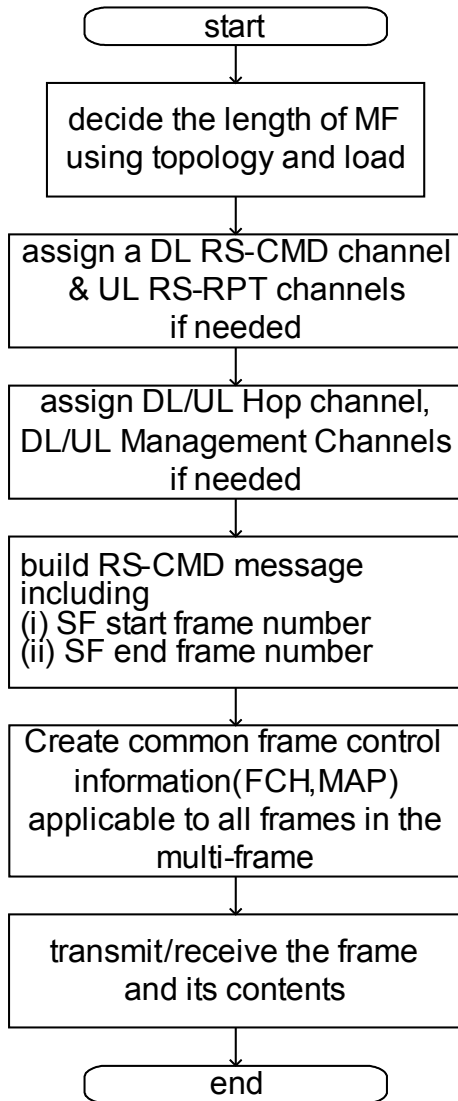 start
decide the length of MF
using topology and load
assign a DL RS-CMD channel
& UL RS-RPT channels
if needed
assign DL/UL Hop channel,
DL/UL Management Channels
if needed
build RS-CMD message
including
(i) SF start frame number
(ii) SF end frame number
Create common frame control
information(FCH,MAP)
applicable to all frames in the
multi-frame
transmit/receive the frame
and its contents
end